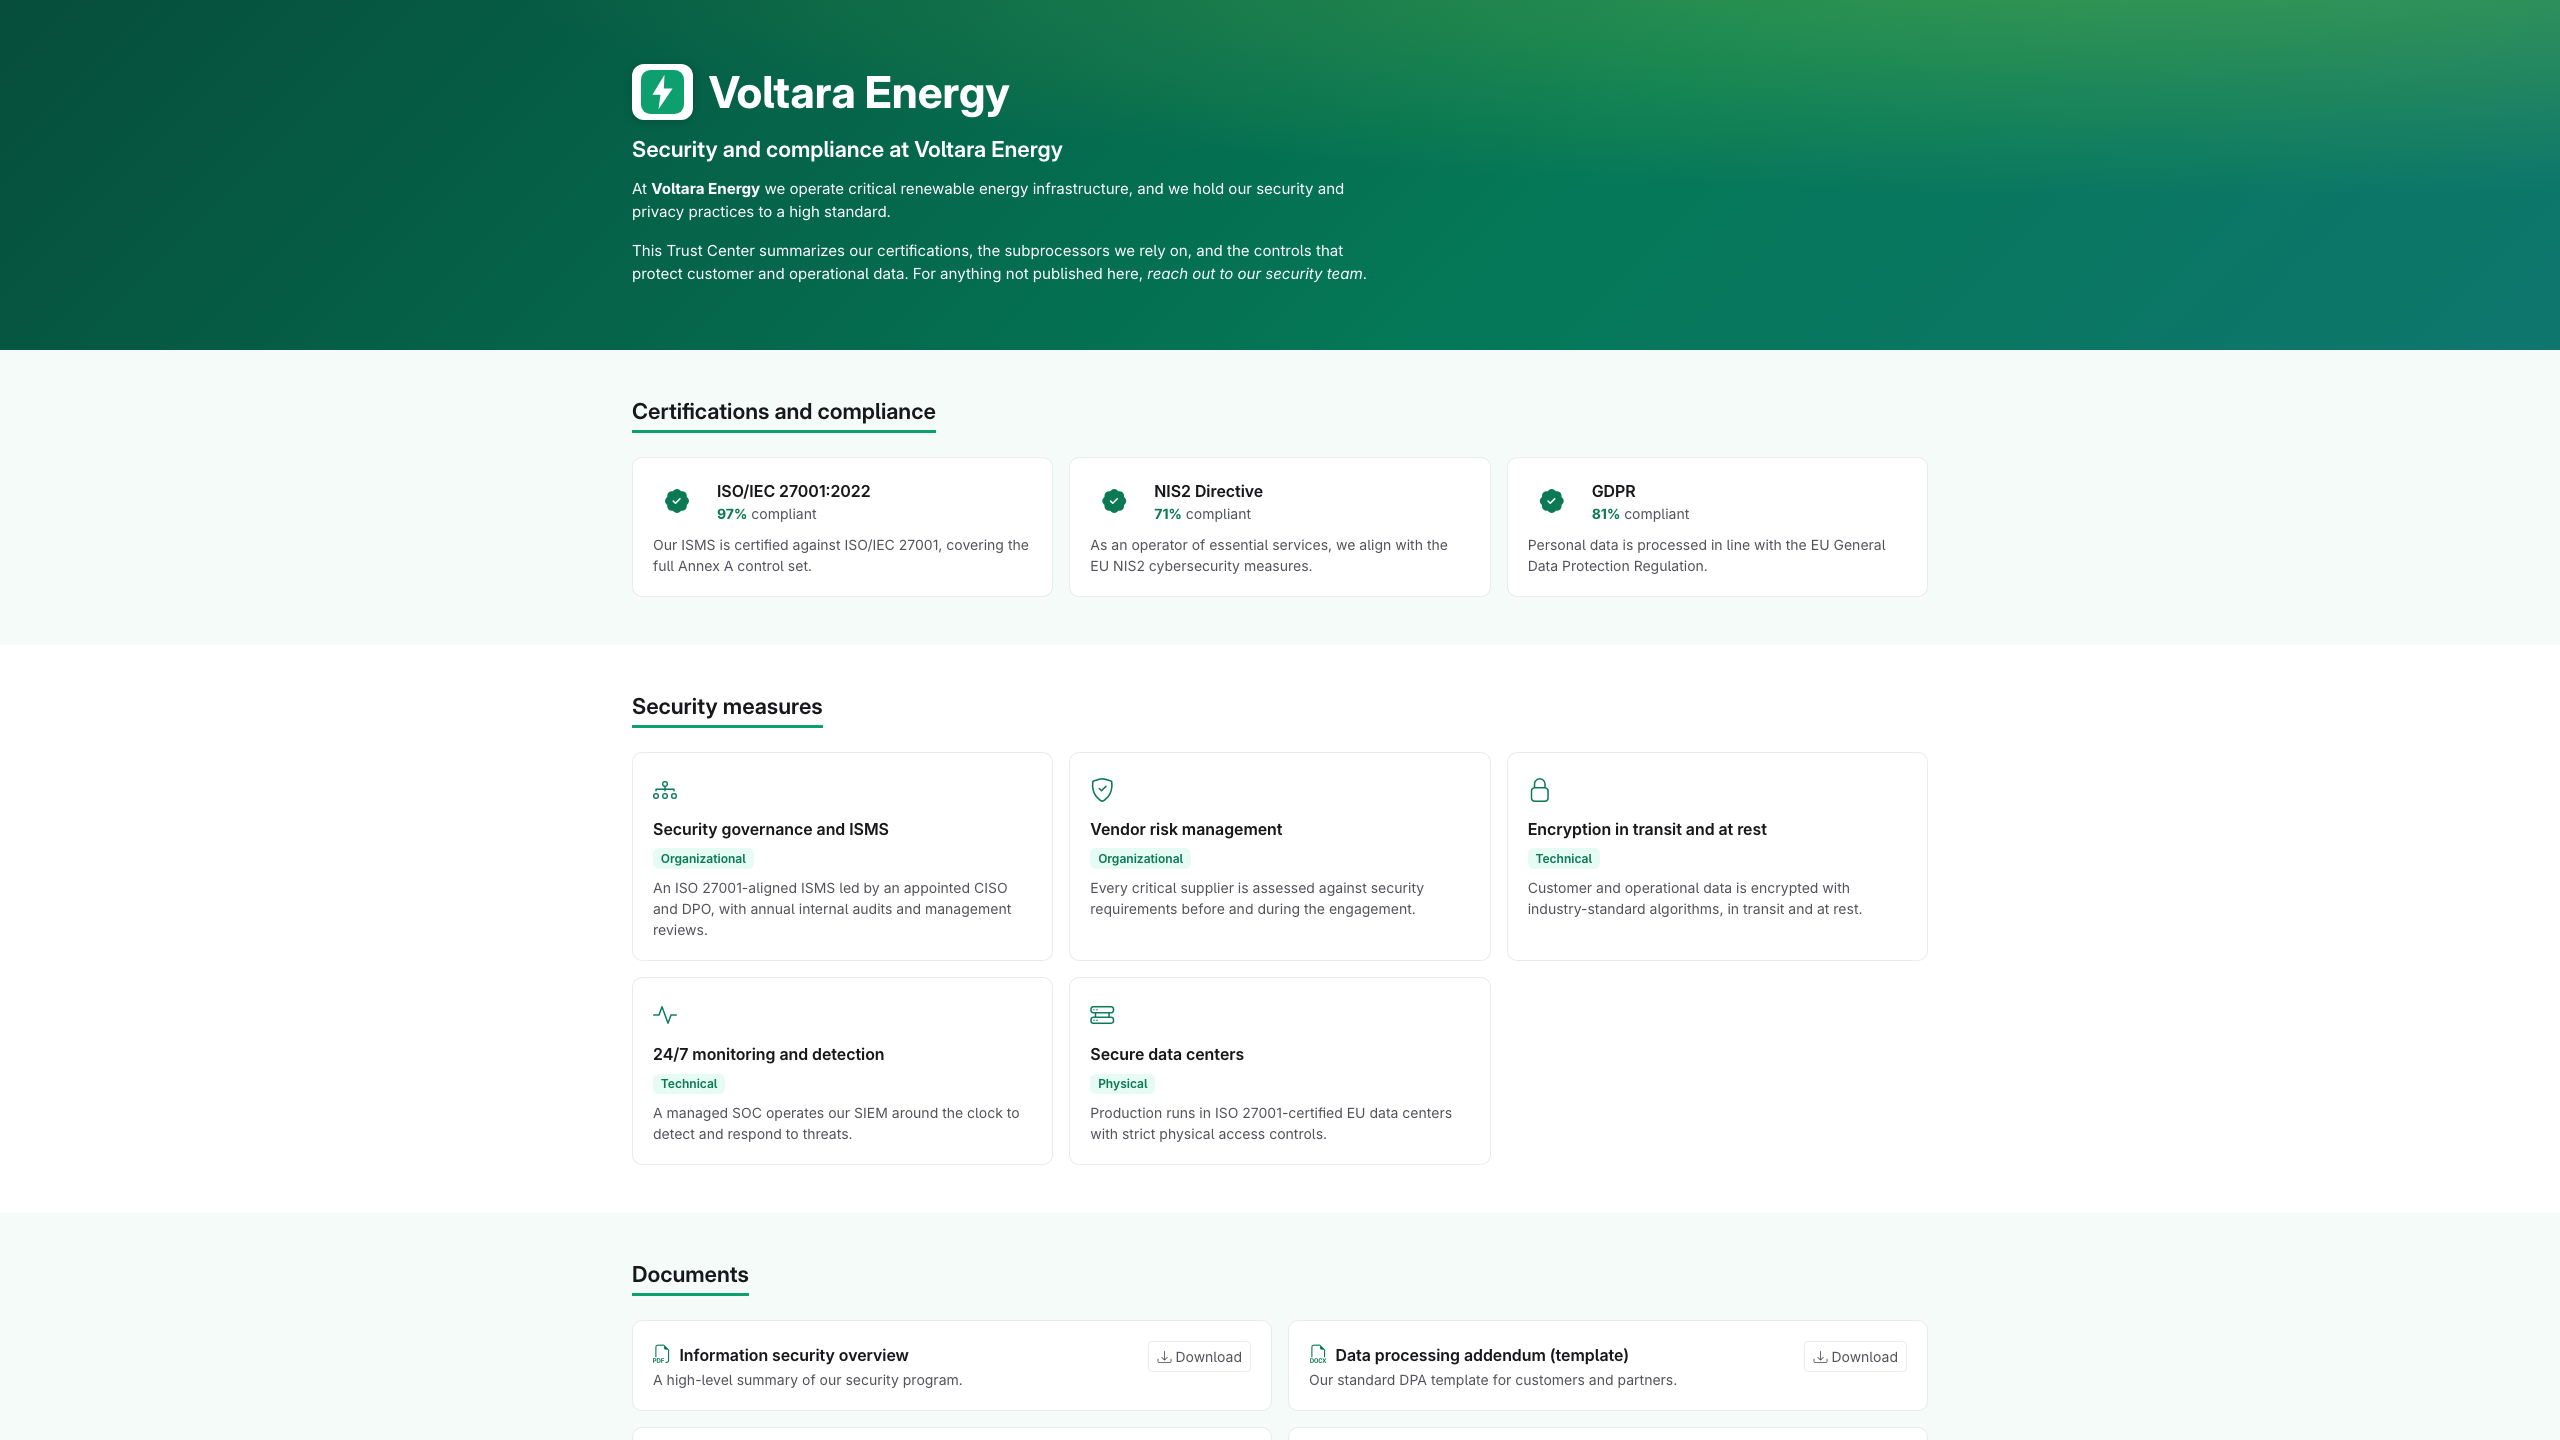 Voltara Energy
Security and compliance at Voltara Energy
At Voltara Energy we operate critical renewable energy infrastructure, and we hold our security and
privacy practices to a high standard.
This Trust Center summarizes our certifications, the subprocessors we rely on, and the controls that
protect customer and operational data. For anything not published here, reach out to our security team.
Certifications and compliance
ISO/IEC 27001:2022
97% compliant
Our ISMS is certified against ISO/IEC 27001, covering the
full Annex A control set.
NIS2 Directive
71% compliant
As an operator of essential services, we align with the
EU NIS2 cybersecurity measures.
GDPR
81% compliant
Personal data is processed in line with the EU General
Data Protection Regulation.
Security measures
Security governance and ISMS
Organizational
An ISO 27001-aligned ISMS led by an appointed CISO
and DPO, with annual internal audits and management
reviews.
Vendor risk management
Organizational
Every critical supplier is assessed against security
requirements before and during the engagement.
Encryption in transit and at rest
Technical
Customer and operational data is encrypted with
industry-standard algorithms, in transit and at rest.
24/7 monitoring and detection
Technical
A managed SOC operates our SIEM around the clock to
detect and respond to threats.
Secure data centers
Physical
Production runs in ISO 27001-certified EU data centers
with strict physical access controls.
Documents
PDF Information security overview
Download
A high-level summary of our security program.
DOCX Data processing addendum (template)
Download
Our standard DPA template for customers and partners.